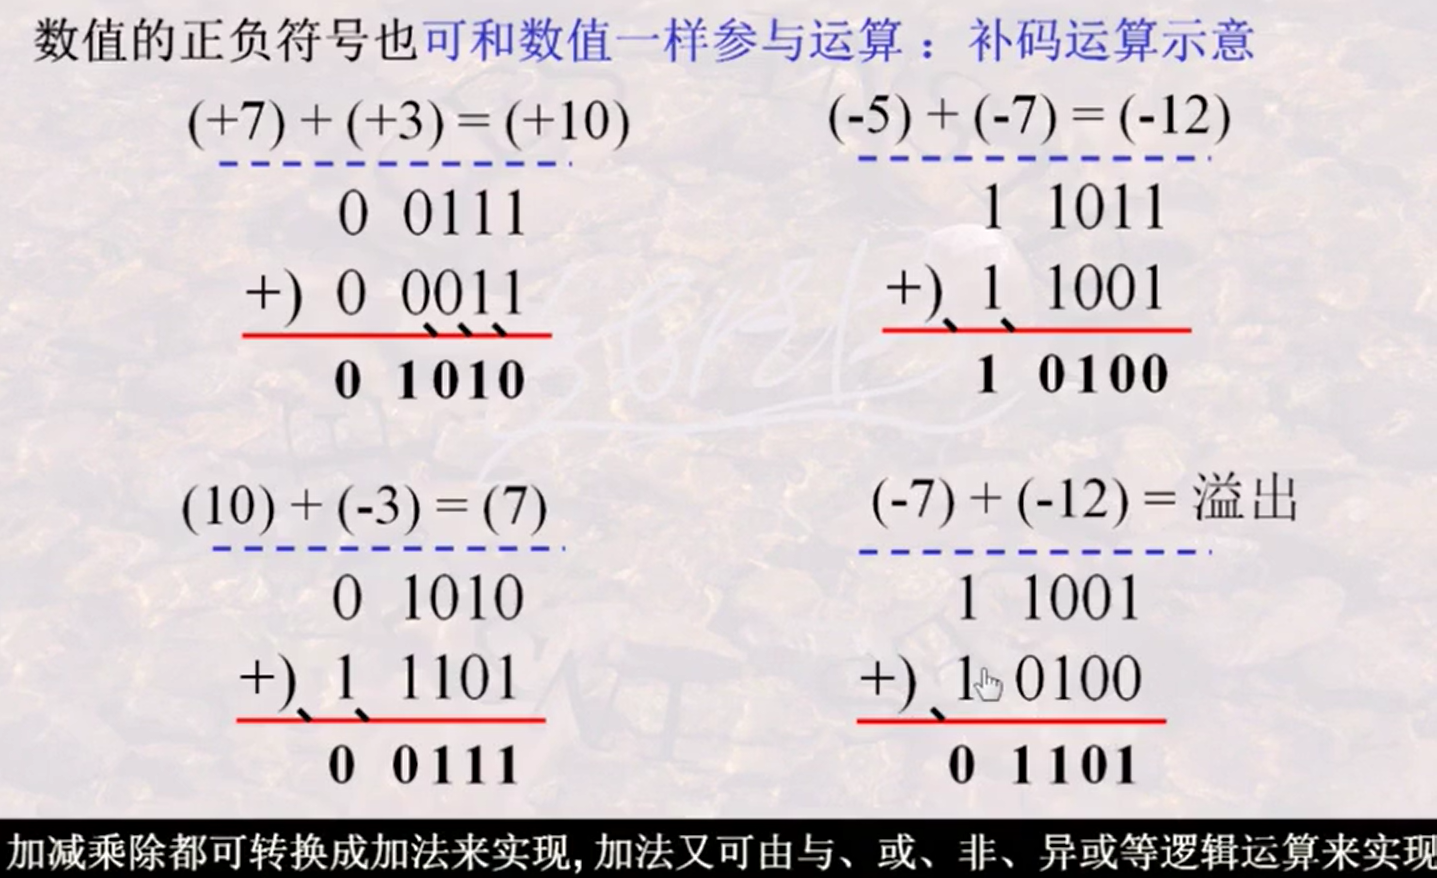 数值的正负符号也可和数值一样参与运算：补码运算示意
(+7) + (+3) = (+10)
0 0111
+) 0 0011
0 1010
(-5) + (-7) = (-12)
1 1011
+) 1 1001
1 0100
(10) + (-3) = (7)
0 1010
+) 1 1101
0 0111
(-7) + (-12) = 溢出
1 1001
+) 1 0100
0 1101
加减乘除都可转换成加法来实现, 加法又可由与、或、非、异或等逻辑运算来实现